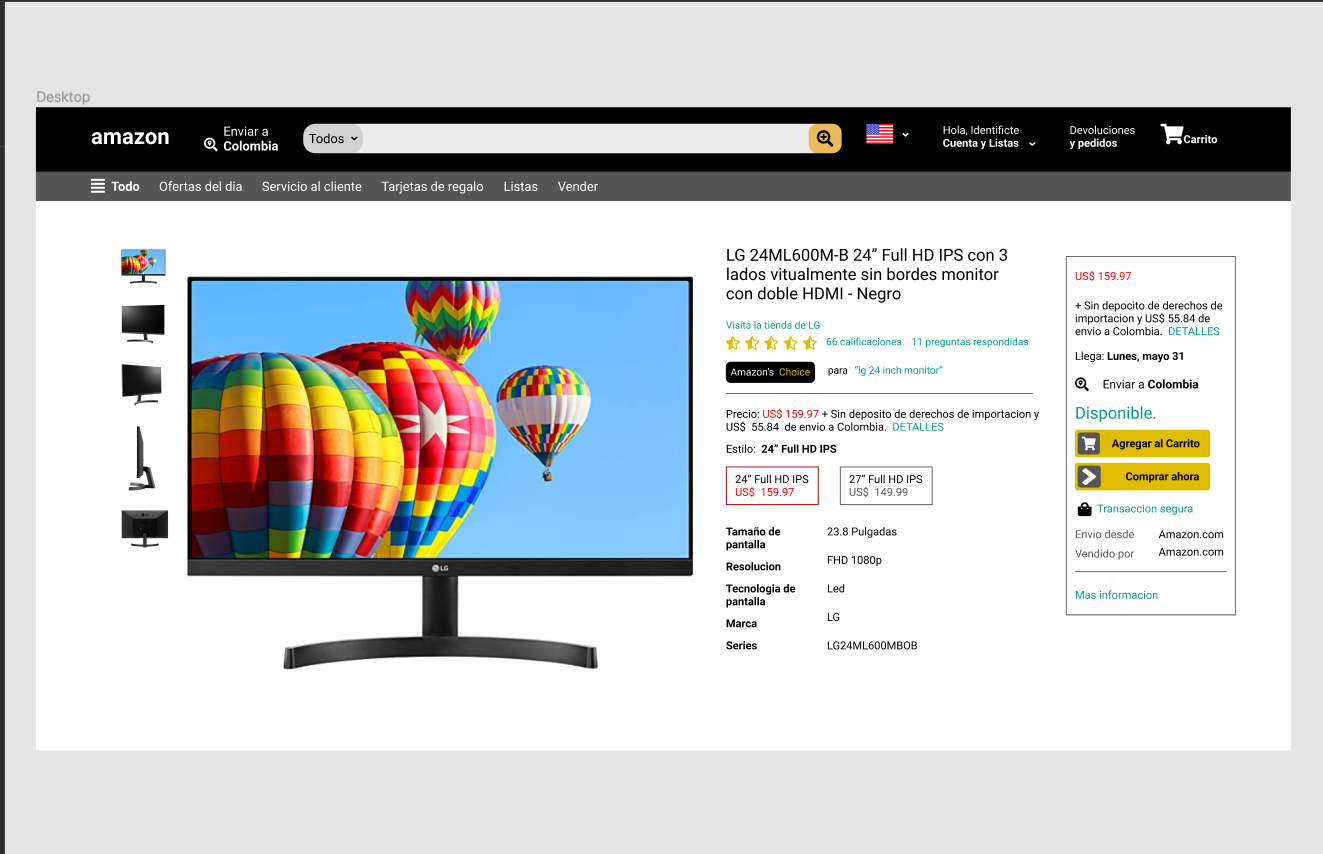 Desktop
amazon
Enviar a
Colombia
Todos
Hola, Identificte
Cuenta y Listas
Devoluciones
y pedidos
Carrito
Todo
Ofertas del dia
Servicio al cliente
Tarjetas de regalo
Listas
Vender
LG 24ML600M-B 24” Full HD IPS con 3
lados vitualmente sin bordes monitor
con doble HDMI - Negro
Visita la tienda de LG
66 calificaciones 11 preguntas respondidas
Amazon's Choice para “lg 24 inch monitor”
Precio: US$ 159.97 + Sin deposito de derechos de importacion y
US$ 55.84 de envio a Colombia. DETALLES
Estilo: 24” Full HD IPS
24” Full HD IPS
US$ 159.97
27” Full HD IPS
US$ 149.99
Tamaño de
pantalla
23.8 Pulgadas
Resolucion
FHD 1080p
Tecnologia de
pantalla
Led
Marca
LG
Series
LG24ML600MBOB
LG
US$ 159.97
+ Sin depocito de derechos de
importacion y US$ 55.84 de
envio a Colombia. DETALLES
Llega: Lunes, mayo 31
Enviar a Colombia
Disponible.
Agregar al Carrito
Comprar ahora
Transaccion segura
Envio desde Amazon.com
Vendido por Amazon.com
Mas informacion